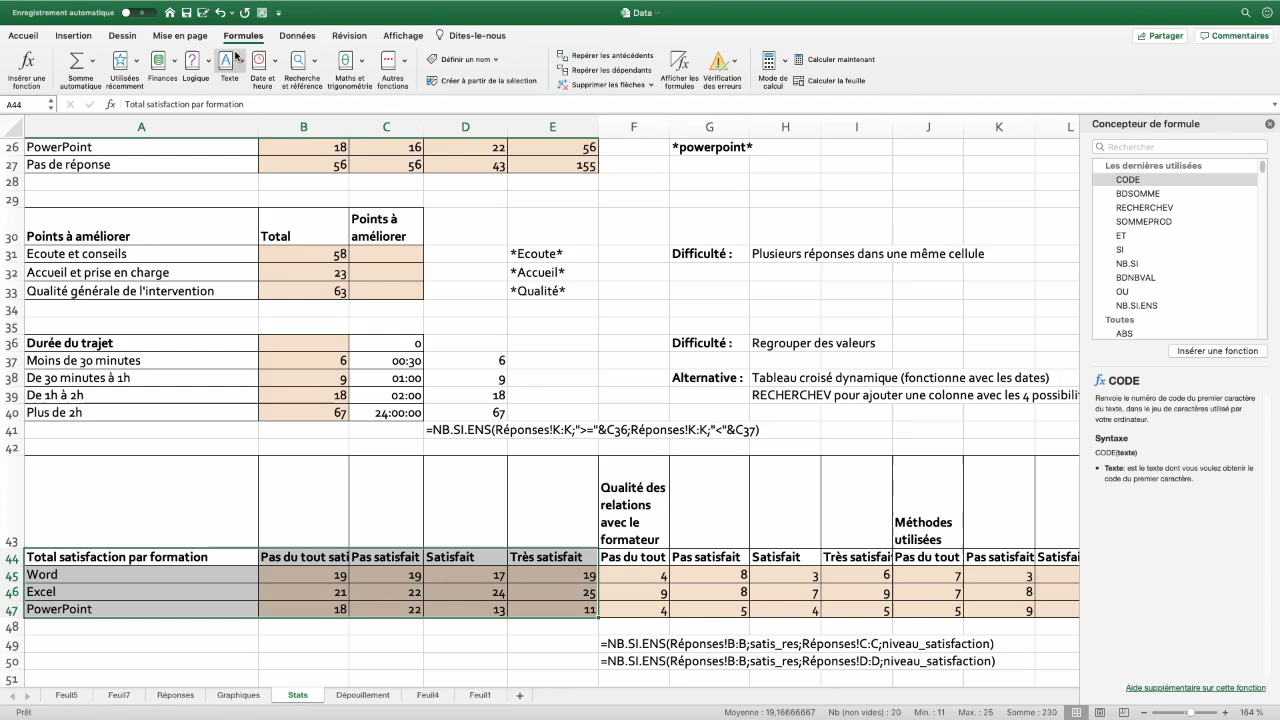 Enregistrement automatique
Data
Accueil Insertion Dessin Mise en page Formules Données Révision Affichage Dites-le-nous
Partager Commentaires
Insérer une fonction
Somme automatique
Utilisées récemment
Finances
Logique
Texte
Date et heure
Recherche et référence
Maths et trigonométrie
Autres fonctions
Définir un nom
Créer à partir de la sélection
Repérer les antécédents
Repérer les dépendants
Supprimer les flèches
Afficher les formules
Vérification des erreurs
Mode de calcul
Calculer maintenant
Calculer la feuille
A44 fx Total satisfaction par formation
A B C D E F G H I J K L
26 PowerPoint 18 16 22 56 *powerpoint*
27 Pas de réponse 56 56 43 155
28
29
30 Points à améliorer Total Points à améliorer
31 Ecoute et conseils 58 *Ecoute* Difficulté : Plusieurs réponses dans une même cellule
32 Accueil et prise en charge 23 *Accueil*
33 Qualité générale de l'intervention 63 *Qualité*
34
35
36 Durée du trajet 0 Difficulté : Regrouper des valeurs
37 Moins de 30 minutes 6 00:30 6
38 De 30 minutes à 1h 9 01:00 9 Alternative : Tableau croisé dynamique (fonctionne avec les dates)
39 De 1h à 2h 18 02:00 18 RECHERCHEV pour ajouter une colonne avec les 4 possibilit
40 Plus de 2h 67 24:00:00 67
41 =NB.SI.ENS(Réponses!K:K;">="&C36;Réponses!K:K;"<"&C37)
42
43 Qualité des relations avec le formateur Méthodes utilisées
44 Total satisfaction par formation Pas du tout sati Pas satisfait Satisfait Très satisfait Pas du tout Pas satisfait Satisfait Très satisfai Pas du tout Pas satisfait Satisfai
45 Word 19 19 17 19 4 8 3 6 7 3
46 Excel 21 22 24 25 9 8 7 9 7 8
47 PowerPoint 18 22 13 11 4 5 4 5 5 9
48
49 =NB.SI.ENS(Réponses!B:B;satis_res;Réponses!C:C;niveau_satisfaction)
50 =NB.SI.ENS(Réponses!B:B;satis_res;Réponses!D:D;niveau_satisfaction)
51
Concepteur de formule
Rechercher
Les dernières utilisées
CODE
BDSOMME
RECHERCHEV
SOMMEPROD
ET
SI
NB.SI
BDNBVAL
OU
NB.SI.ENS
Toutes
ABS
Insérer une fonction
fx CODE
Renvoie le numéro de code du premier caractère
du texte, dans le jeu de caractères utilisé par
votre ordinateur.
Syntaxe
CODE(texte)
• Texte: est le texte dont vous voulez obtenir le
code du premier caractère.
Aide supplémentaire sur cette fonction
Feuil5 Feuil7 Réponses Graphiques Stats Dépouillement Feuil4 Feuil1 +
Prêt Moyenne : 19,16666667 Nb (non vides) : 20 Min. : 11 Max. : 25 Somme : 230 164 %